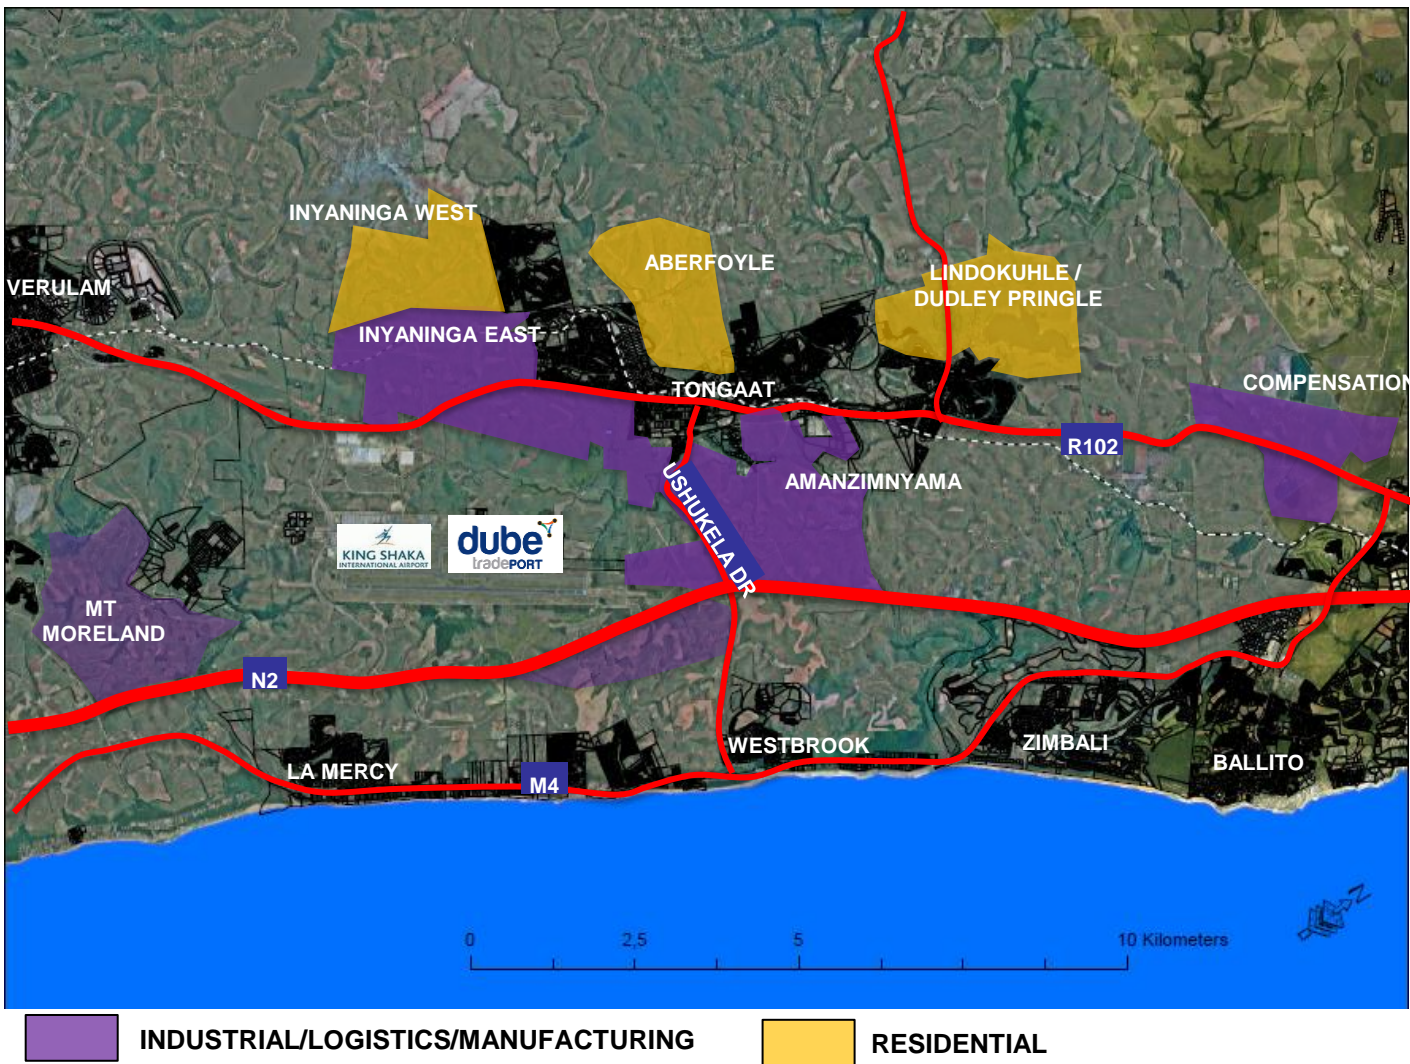 INYANINGA WEST
ABERFOYLE
LINDOKUHLE /
DUDLEY PRINGLE
VERULAM
INYANINGA EAST
TONGAAT
COMPENSATION
R102
AMANZIMNYAMA
USHUKELA DR
KING SHAKA
INTERNATIONAL AIRPORT
dube
tradePORT
MT
MORELAND
N2
WESTBROOK
ZIMBALI
LA MERCY
BALLITO
M4
N
0 2,5 5 10 Kilometers
INDUSTRIAL/LOGISTICS/MANUFACTURING
RESIDENTIAL